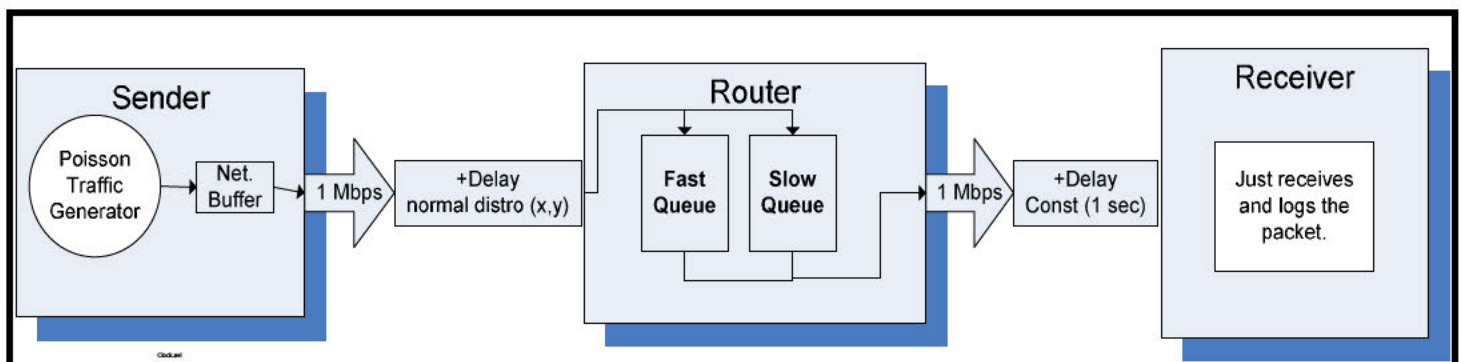 Sender
Poisson
Traffic
Generator
Net.
Buffer
1 Mbps
+Delay
normal distro (x,y)
Router
Fast
Queue
Slow
Queue
1 Mbps
+Delay
Const (1 sec)
Receiver
Just receives
and logs the
packet.